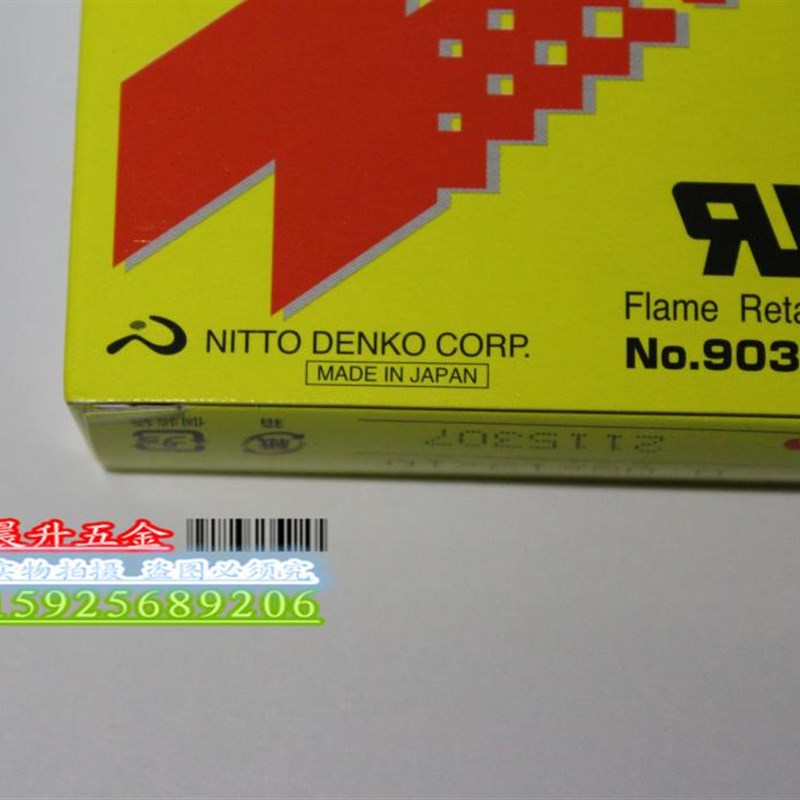 Flame Reta
No.903
NITTO DENKO CORP.
MADE IN JAPAN
晨升五金
实物拍摄 盗图必须究
15925689206